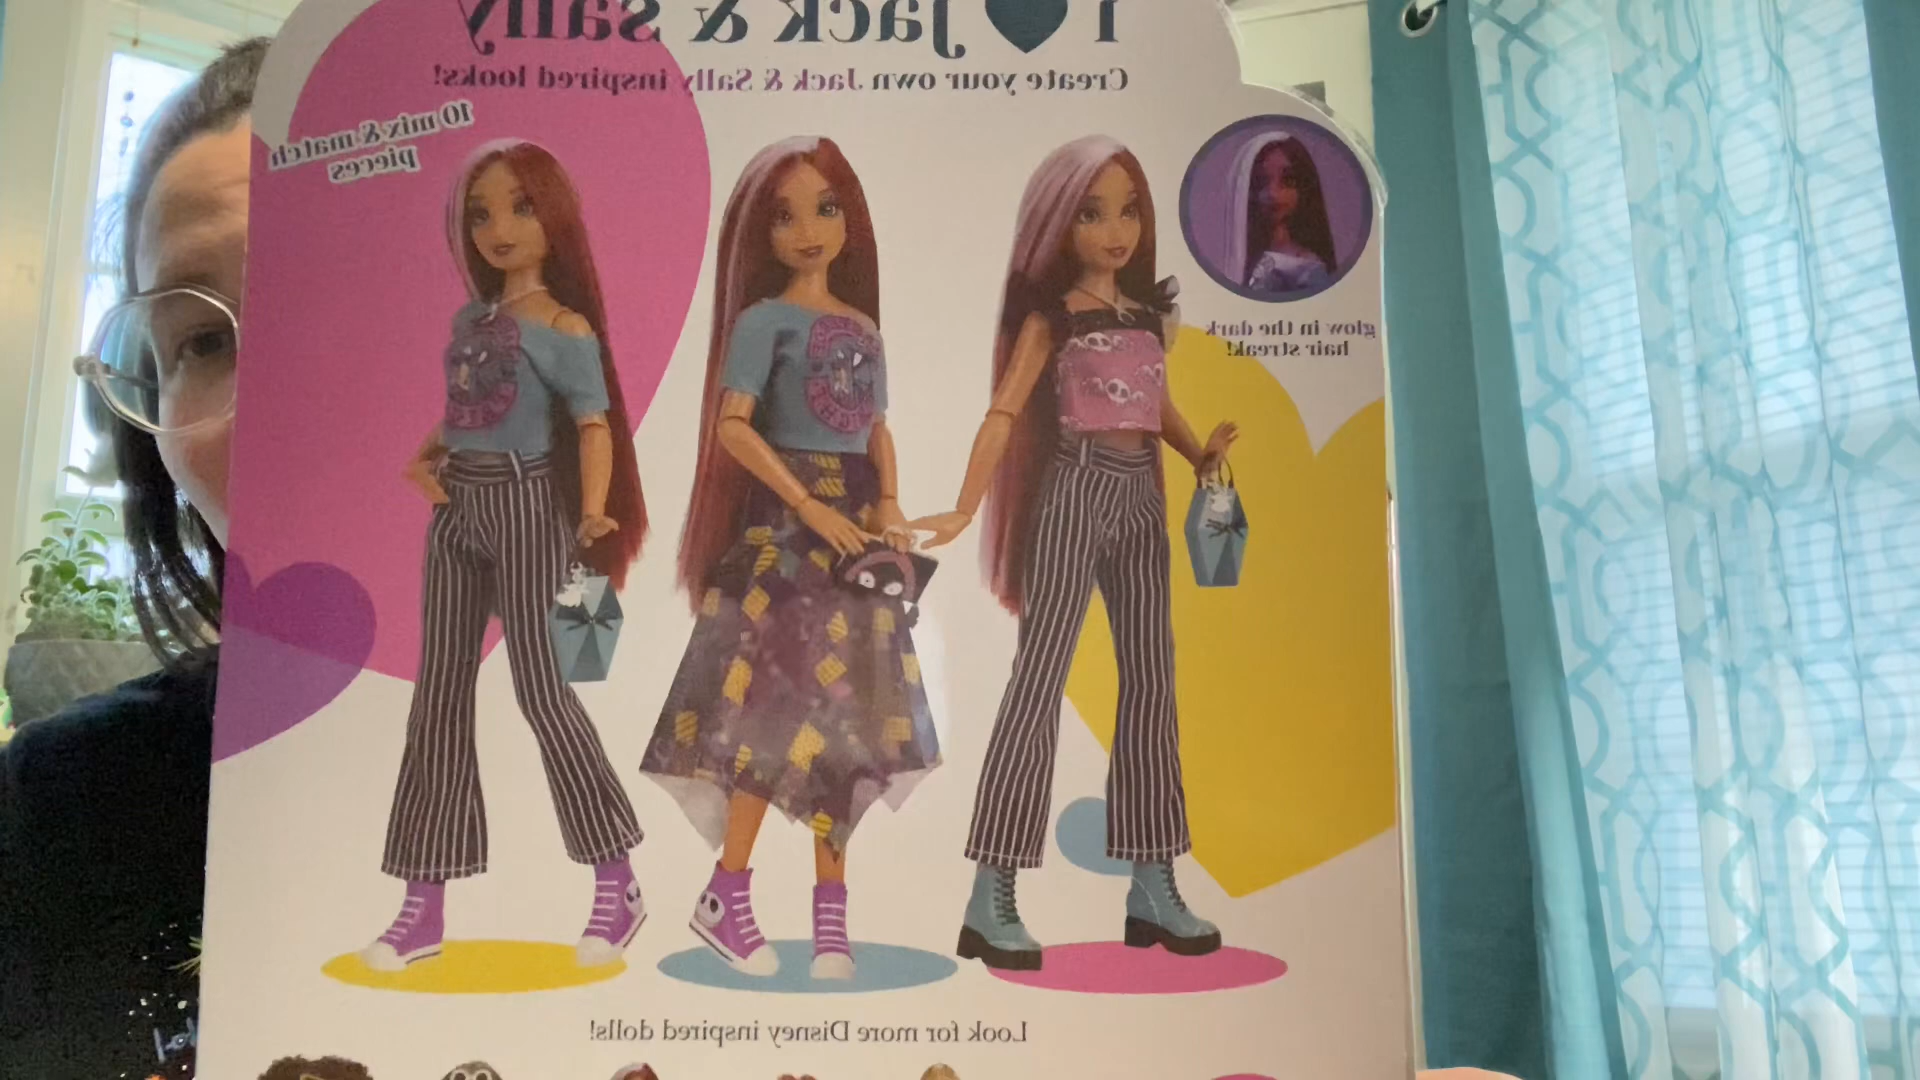 i ♥ Jack & sally
Create your own Jack & Sally inspired looks!
10 mix & match
pieces
glow in the dark
hair streak!
Look for more Disney inspired dolls!